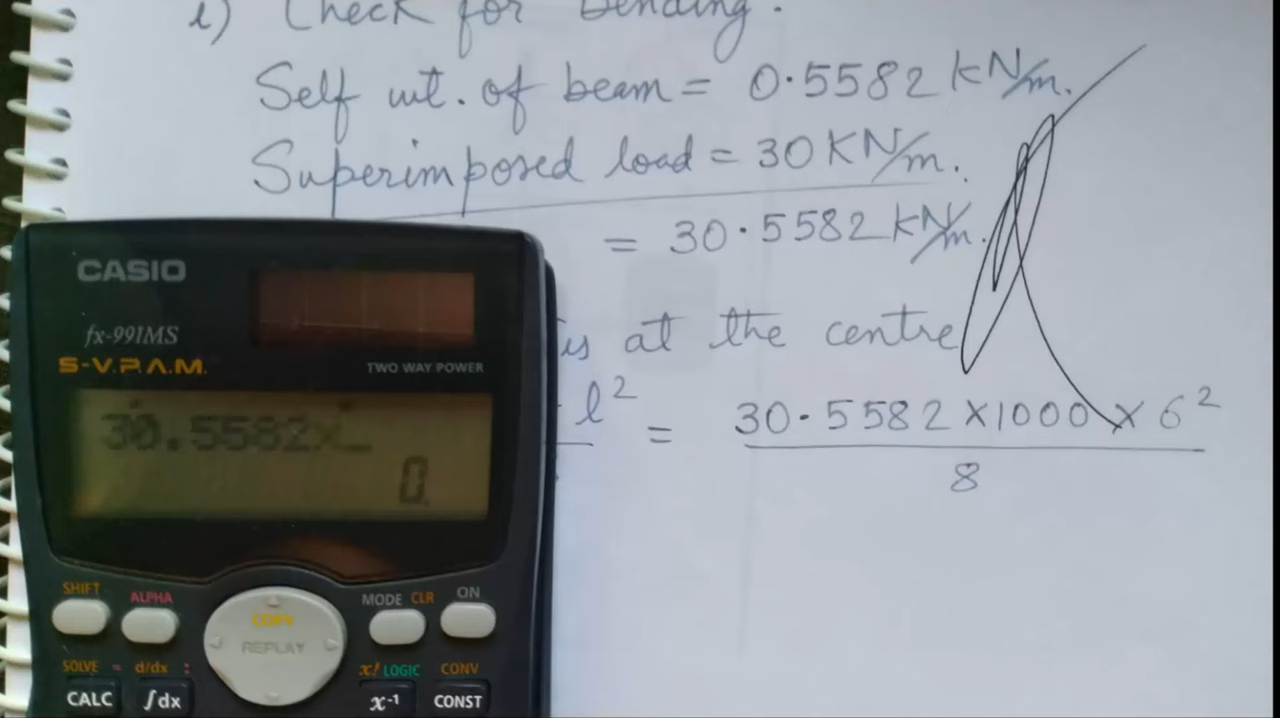 i) Check for bending.
Self wt. of beam = 0.5582 kN/m.
Superimposed load = 30 KN/m.
= 30.5582 kN/m.
is at the centre
l² = 30.5582 x 1000 x 6²
8
CASIO
fx-991MS
S-V.P.A.M.
TWO WAY POWER
30.5582x_
0
SHIFT ALPHA MODE CLR ON
COPY
REPLAY
SOLVE = d/dx : x! LOGIC CONV
CALC ∫dx x⁻¹ CONST